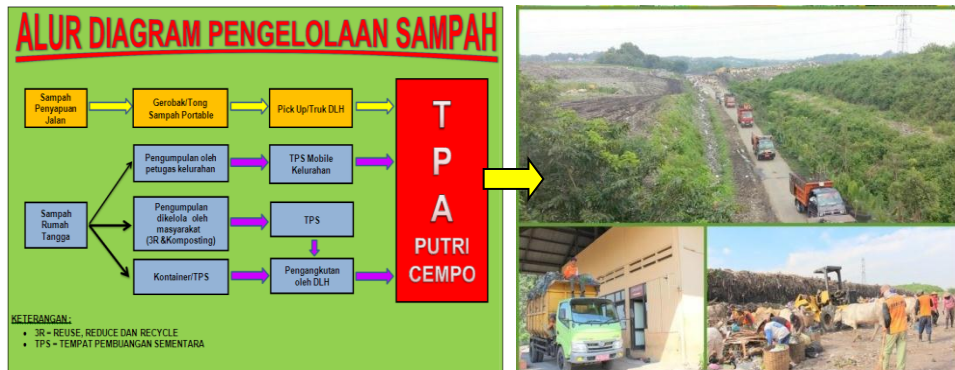 ALUR DIAGRAM PENGELOLAAN SAMPAH
Sampah
Penyapuan
Jalan
Gerobak/Tong
Sampah Portable
Pick Up/Truk DLH
Sampah
Rumah
Tangga
Pengumpulan oleh
petugas kelurahan
TPS Mobile
Kelurahan
Pengumpulan
dikelola oleh
masyarakat
(3R &Komposting)
TPS
Kontainer/TPS
Pengangkutan
oleh DLH
T
P
A
PUTRI
CEMPO
KETERANGAN :
• 3R = REUSE, REDUCE DAN RECYCLE
• TPS = TEMPAT PEMBUANGAN SEMENTARA